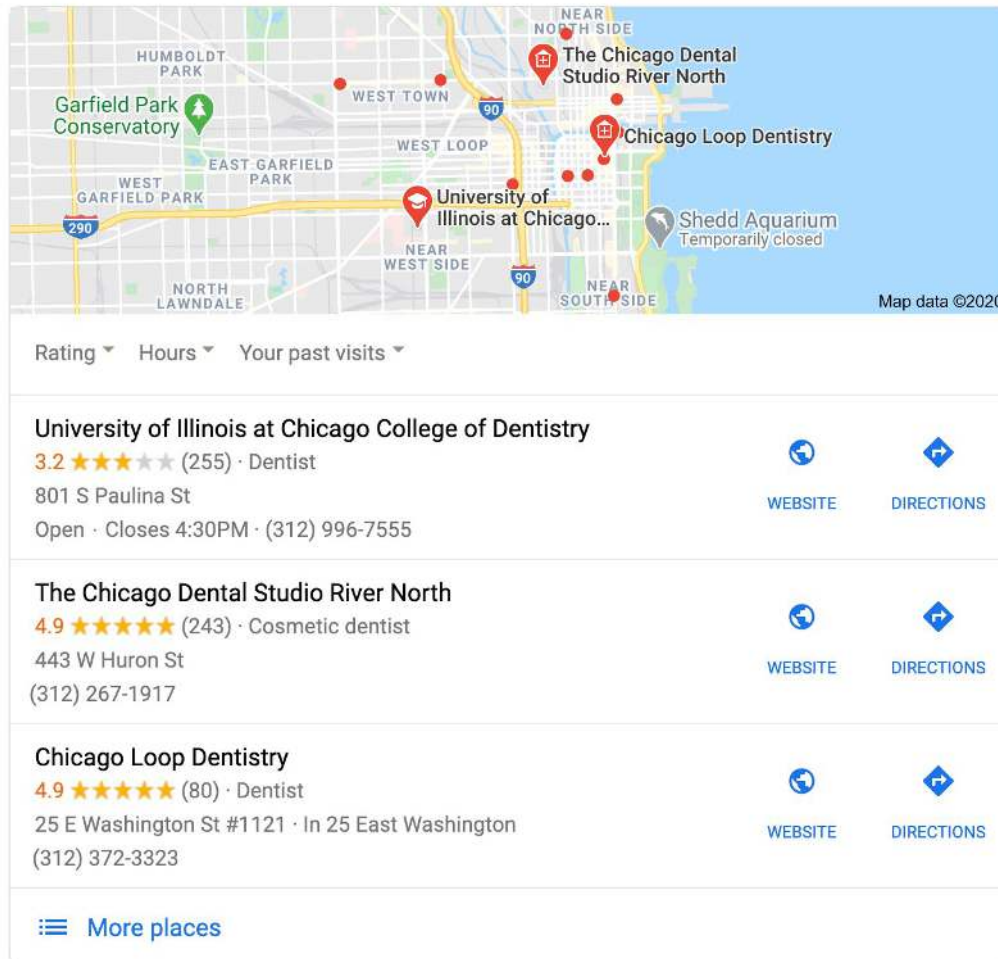 NEAR
NORTH SIDE
The Chicago Dental
Studio River North
HUMBOLDT
PARK
WEST TOWN
Garfield Park
Conservatory
90
Chicago Loop Dentistry
WEST LOOP
EAST GARFIELD
PARK
WEST
GARFIELD PARK
University of
Illinois at Chicago...
290
Shedd Aquarium
Temporarily closed
NEAR
WEST SIDE
90
NORTH
LAWNDALE
NEAR
SOUTH SIDE
Map data ©2020
Rating Hours Your past visits
University of Illinois at Chicago College of Dentistry
3.2 (255) · Dentist
801 S Paulina St
Open · Closes 4:30PM · (312) 996-7555
WEBSITE DIRECTIONS
The Chicago Dental Studio River North
4.9 (243) · Cosmetic dentist
443 W Huron St
(312) 267-1917
WEBSITE DIRECTIONS
Chicago Loop Dentistry
4.9 (80) · Dentist
25 E Washington St #1121 · In 25 East Washington
(312) 372-3323
WEBSITE DIRECTIONS
More places